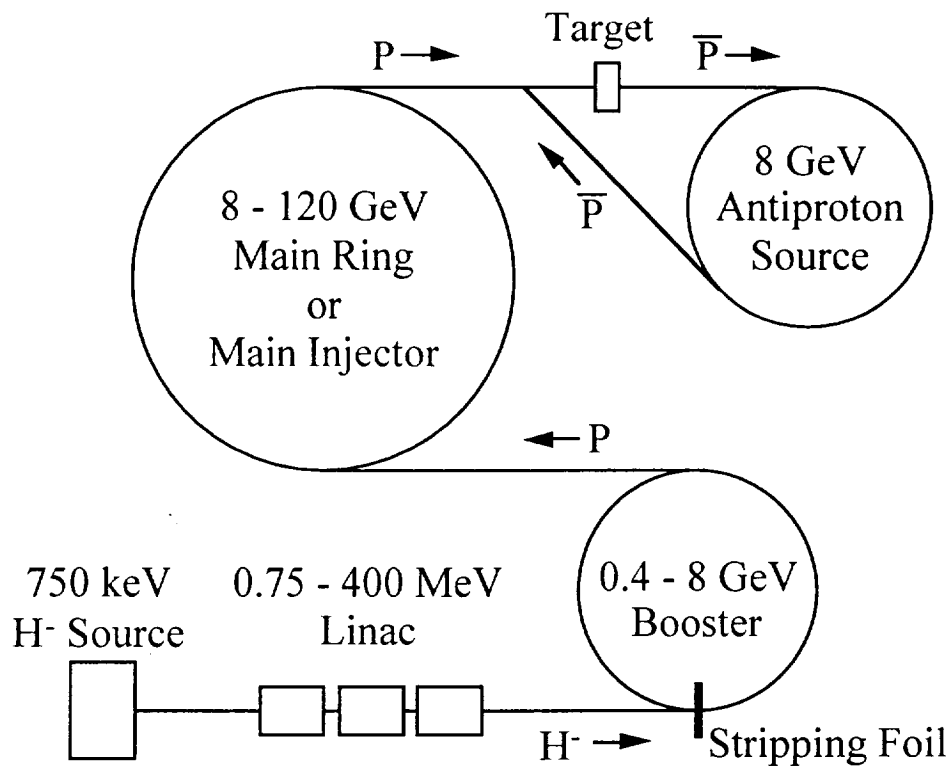 Target
P
P̅
8 - 120 GeV
Main Ring
or
Main Injector
8 GeV
Antiproton
Source
P̅
P
750 keV
H⁻ Source
0.75 - 400 MeV
Linac
0.4 - 8 GeV
Booster
H⁻
Stripping Foil